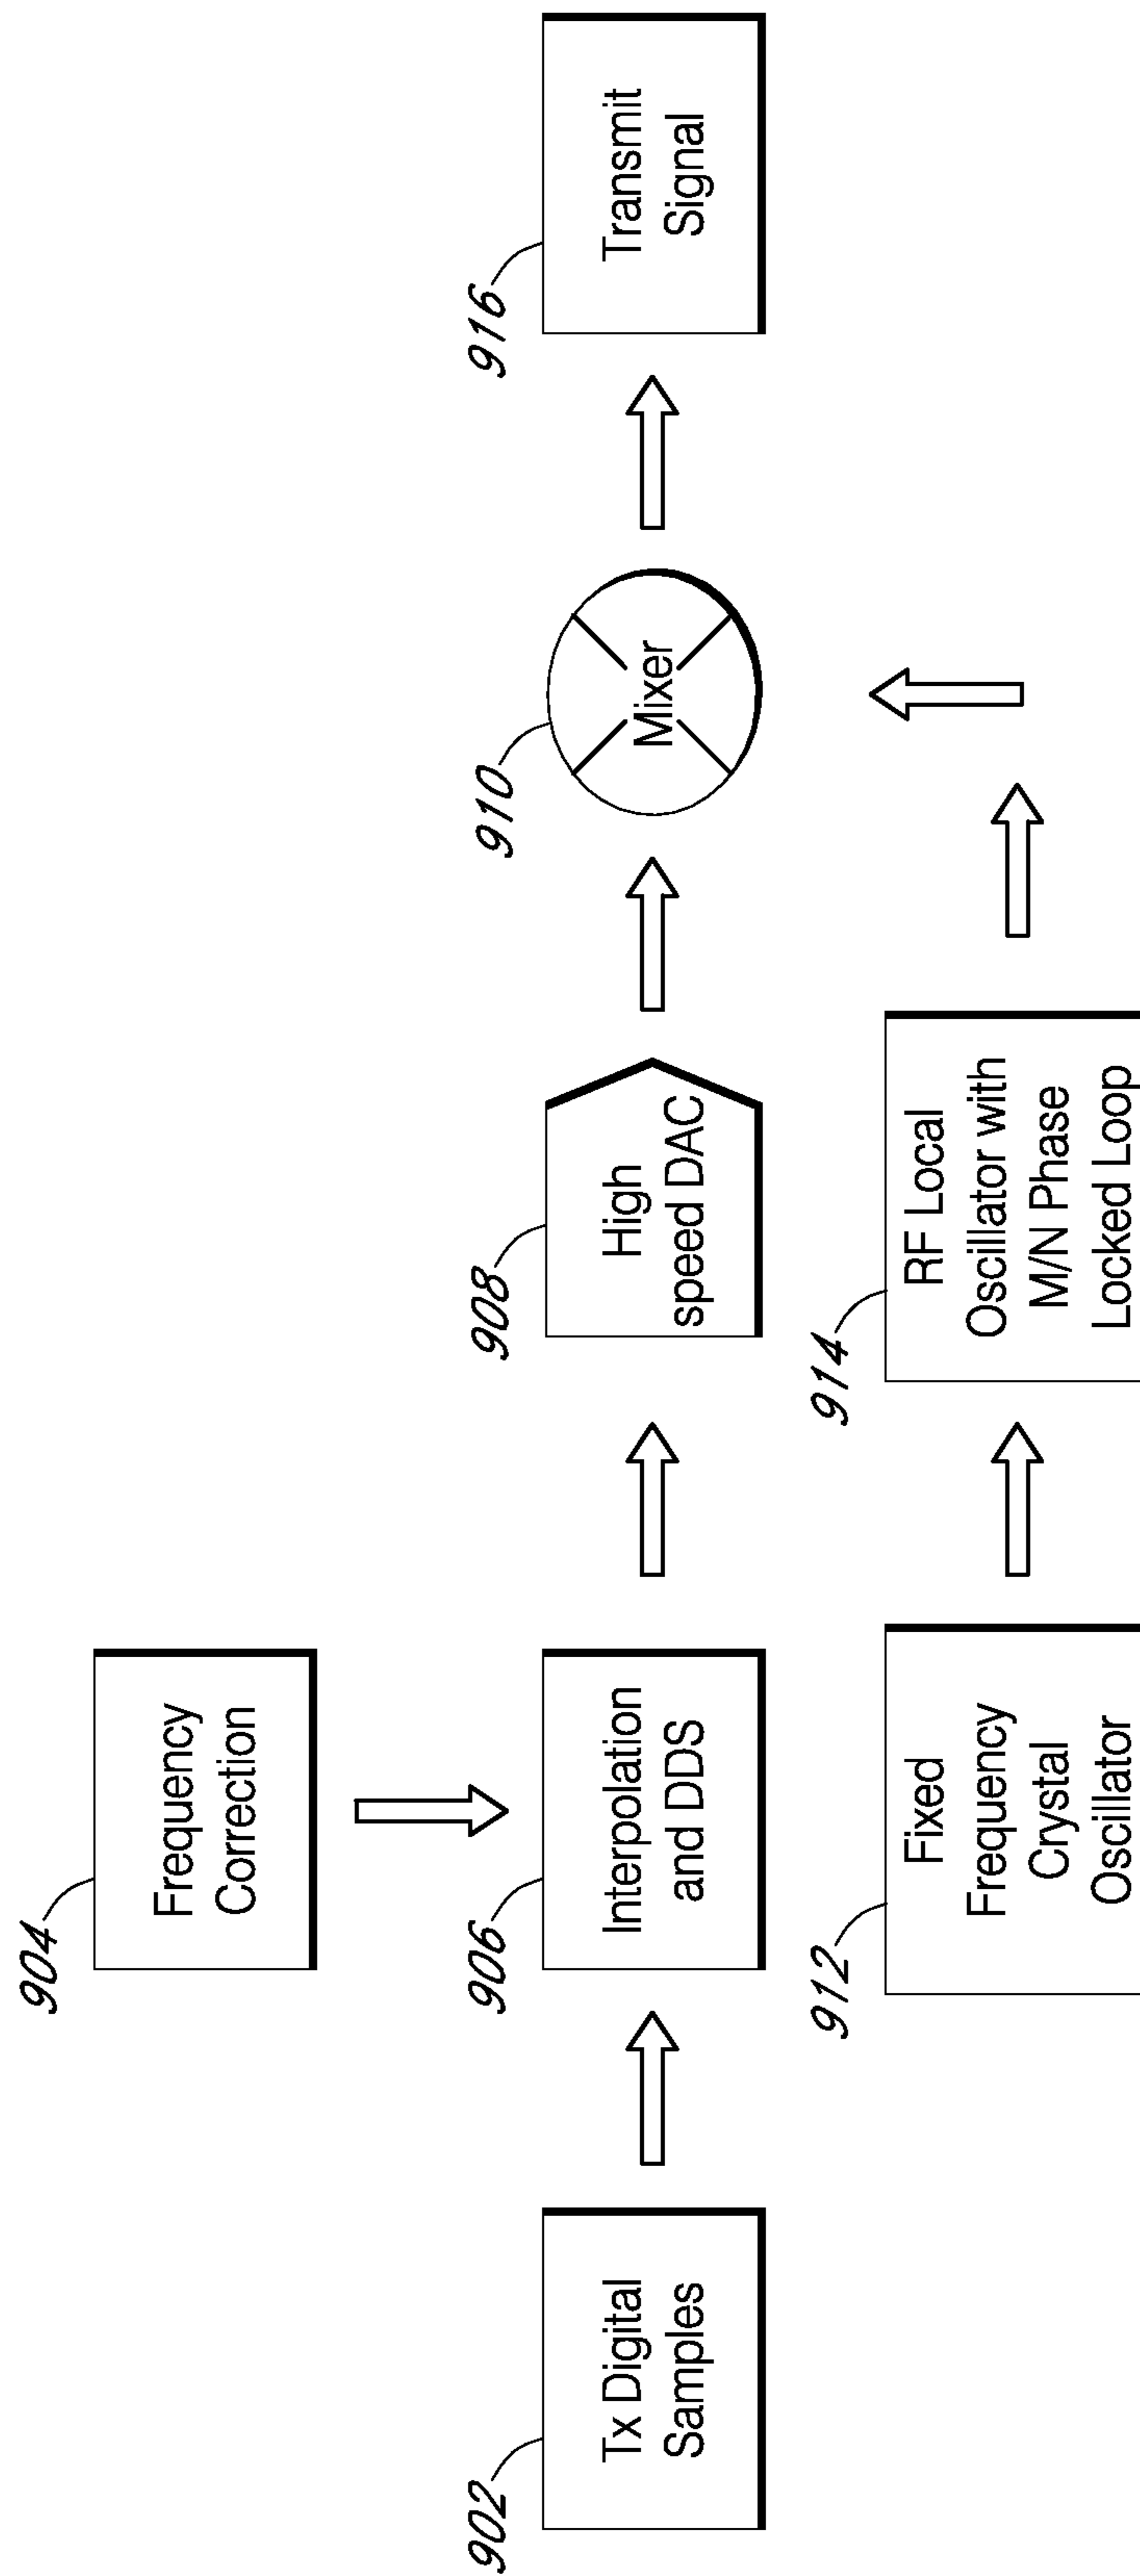 904
Frequency
Correction
902
Tx Digital
Samples
906
Interpolation
and DDS
908
High
speed DAC
910
Mixer
916
Transmit
Signal
912
Fixed
Frequency
Crystal
Oscillator
914
RF Local
Oscillator with
M/N Phase
Locked Loop